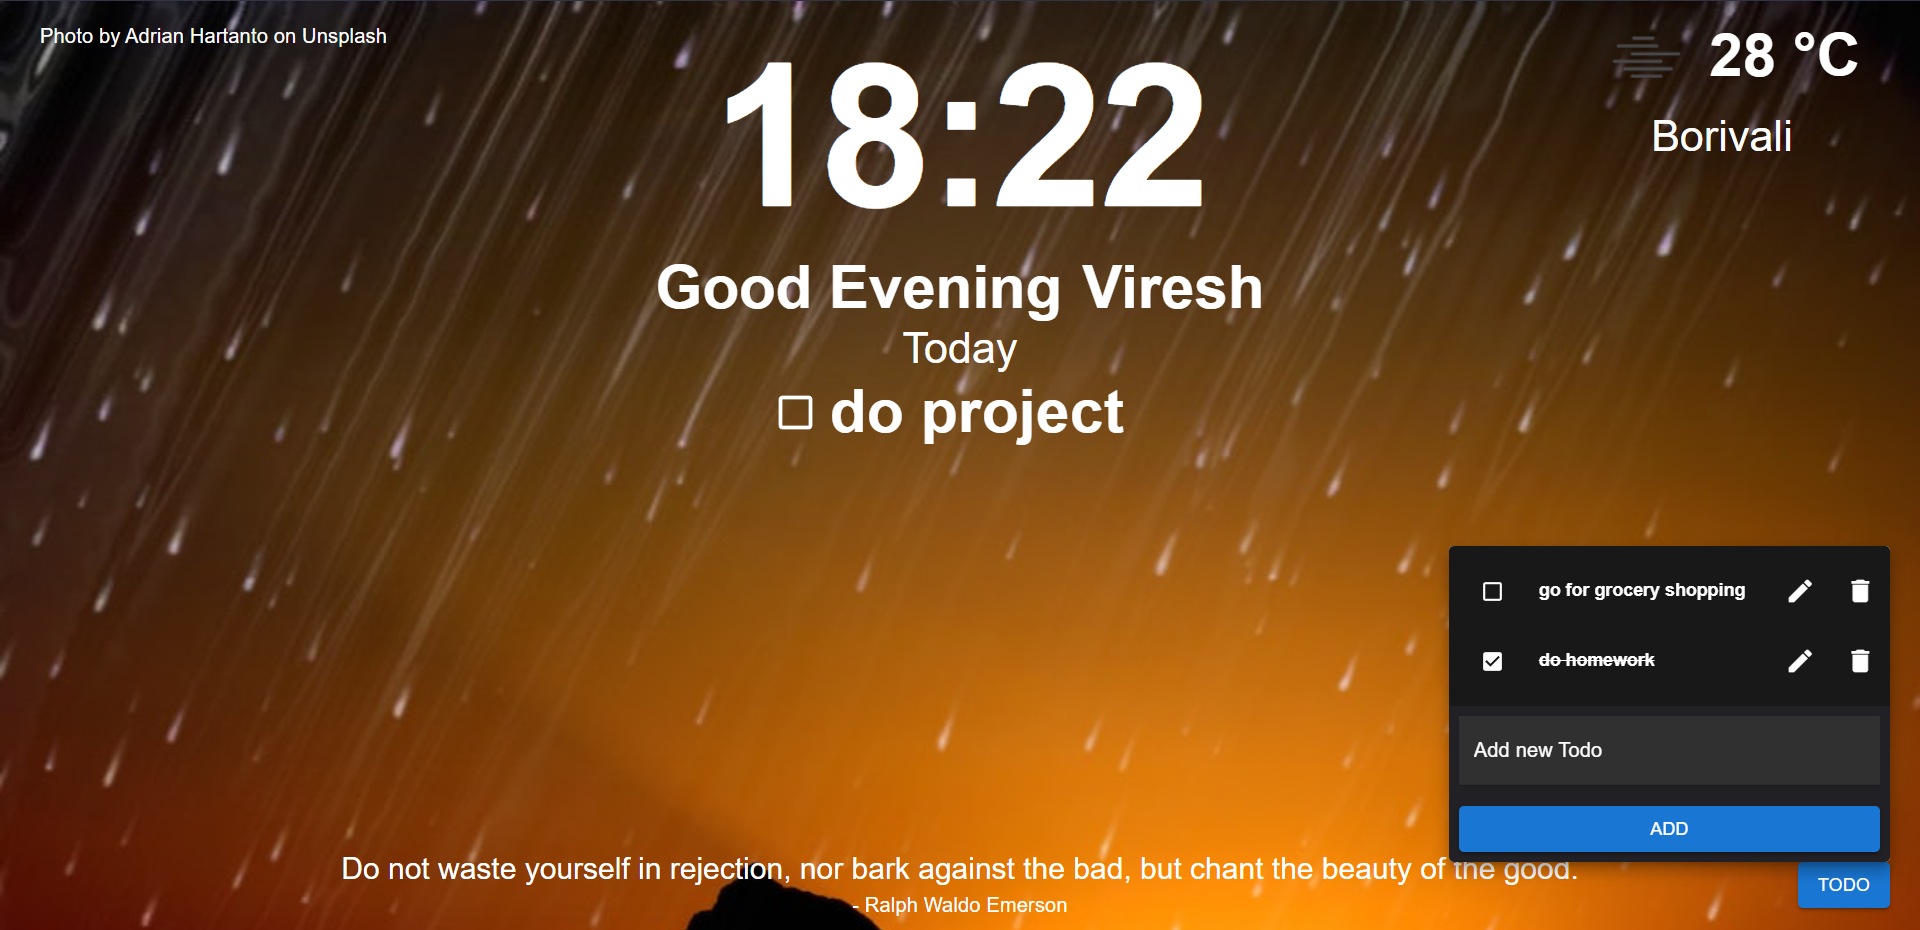 Photo by Adrian Hartanto on Unsplash
28 °C
Borivali
18:22
Good Evening Viresh
Today
do project
go for grocery shopping
do homework
Add new Todo
ADD
Do not waste yourself in rejection, nor bark against the bad, but chant the beauty of the good.
- Ralph Waldo Emerson
TODO